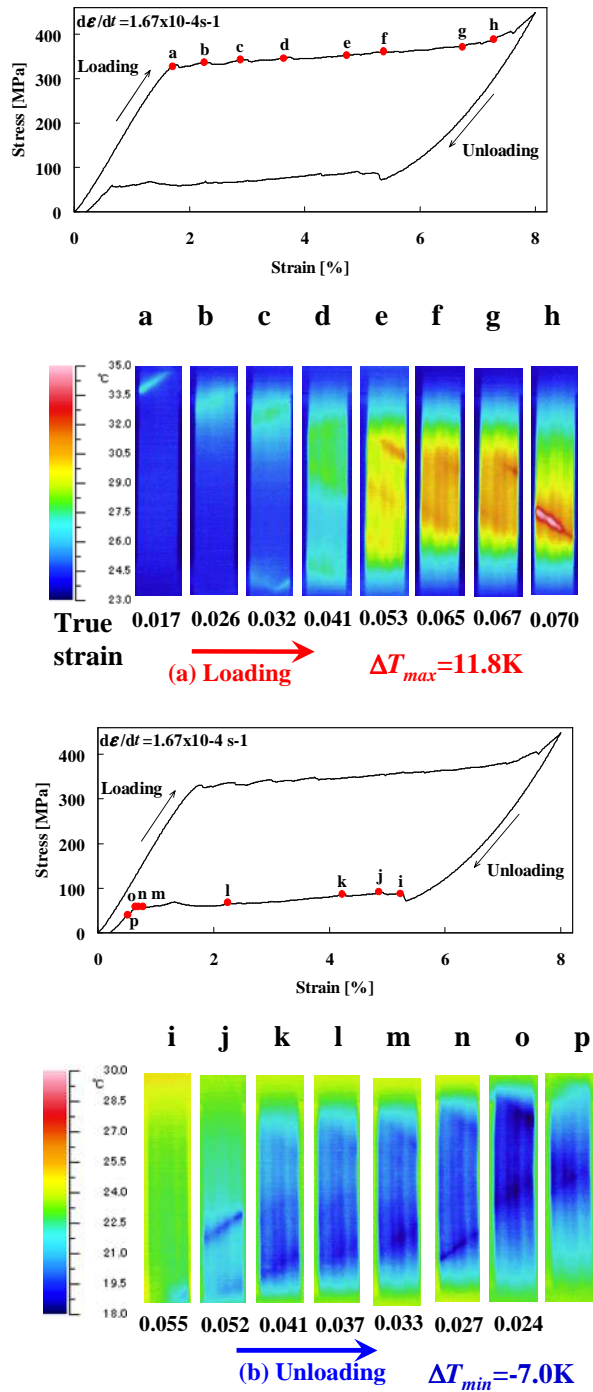 dε/dt =1.67x10-4s-1
400
300
200
100
0
Stress [MPa]
Loading
a b c d e f g h
Unloading
0 2 4 6 8
Strain [%]
a b c d e f g h
35.0
℃
33.5
32.0
30.5
29.0
27.5
26.0
24.5
23.0
True strain
0.017 0.026 0.032 0.041 0.053 0.065 0.067 0.070
(a) Loading
ΔTmax=11.8K
dε/dt =1.67x10-4 s-1
400
300
200
100
0
Stress [MPa]
Loading
Unloading
o n m
p
l
k
j
i
0 2 4 6 8
Strain [%]
i j k l m n o p
30.0
℃
28.5
27.0
25.5
24.0
22.5
21.0
19.5
18.0
0.055 0.052 0.041 0.037 0.033 0.027 0.024
(b) Unloading
ΔTmin=-7.0K